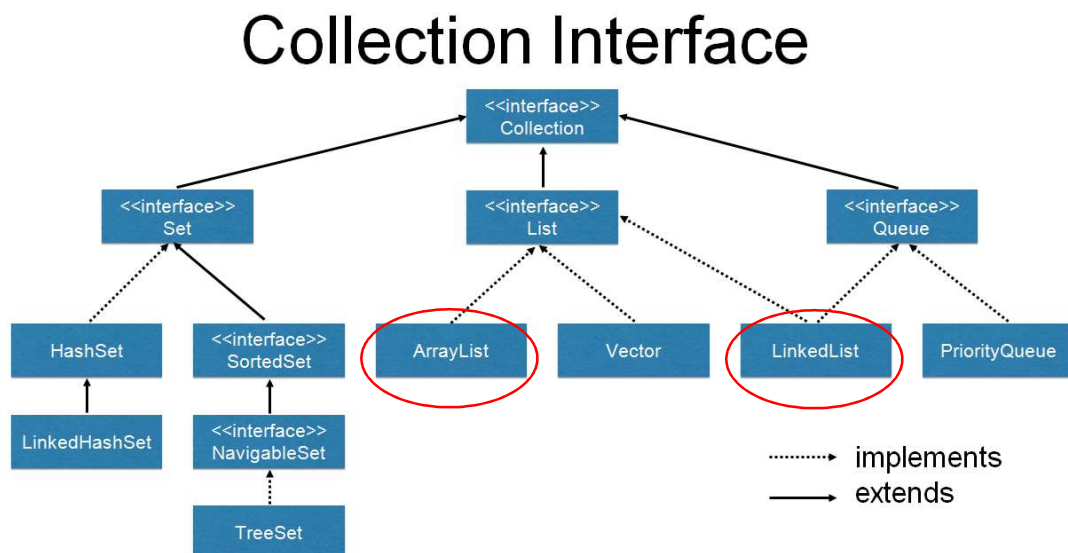 Collection Interface
<<interface>>
Collection
<<interface>>
Set
<<interface>>
List
<<interface>>
Queue
HashSet
<<interface>>
SortedSet
ArrayList
Vector
LinkedList
PriorityQueue
LinkedHashSet
<<interface>>
NavigableSet
TreeSet
implements
extends